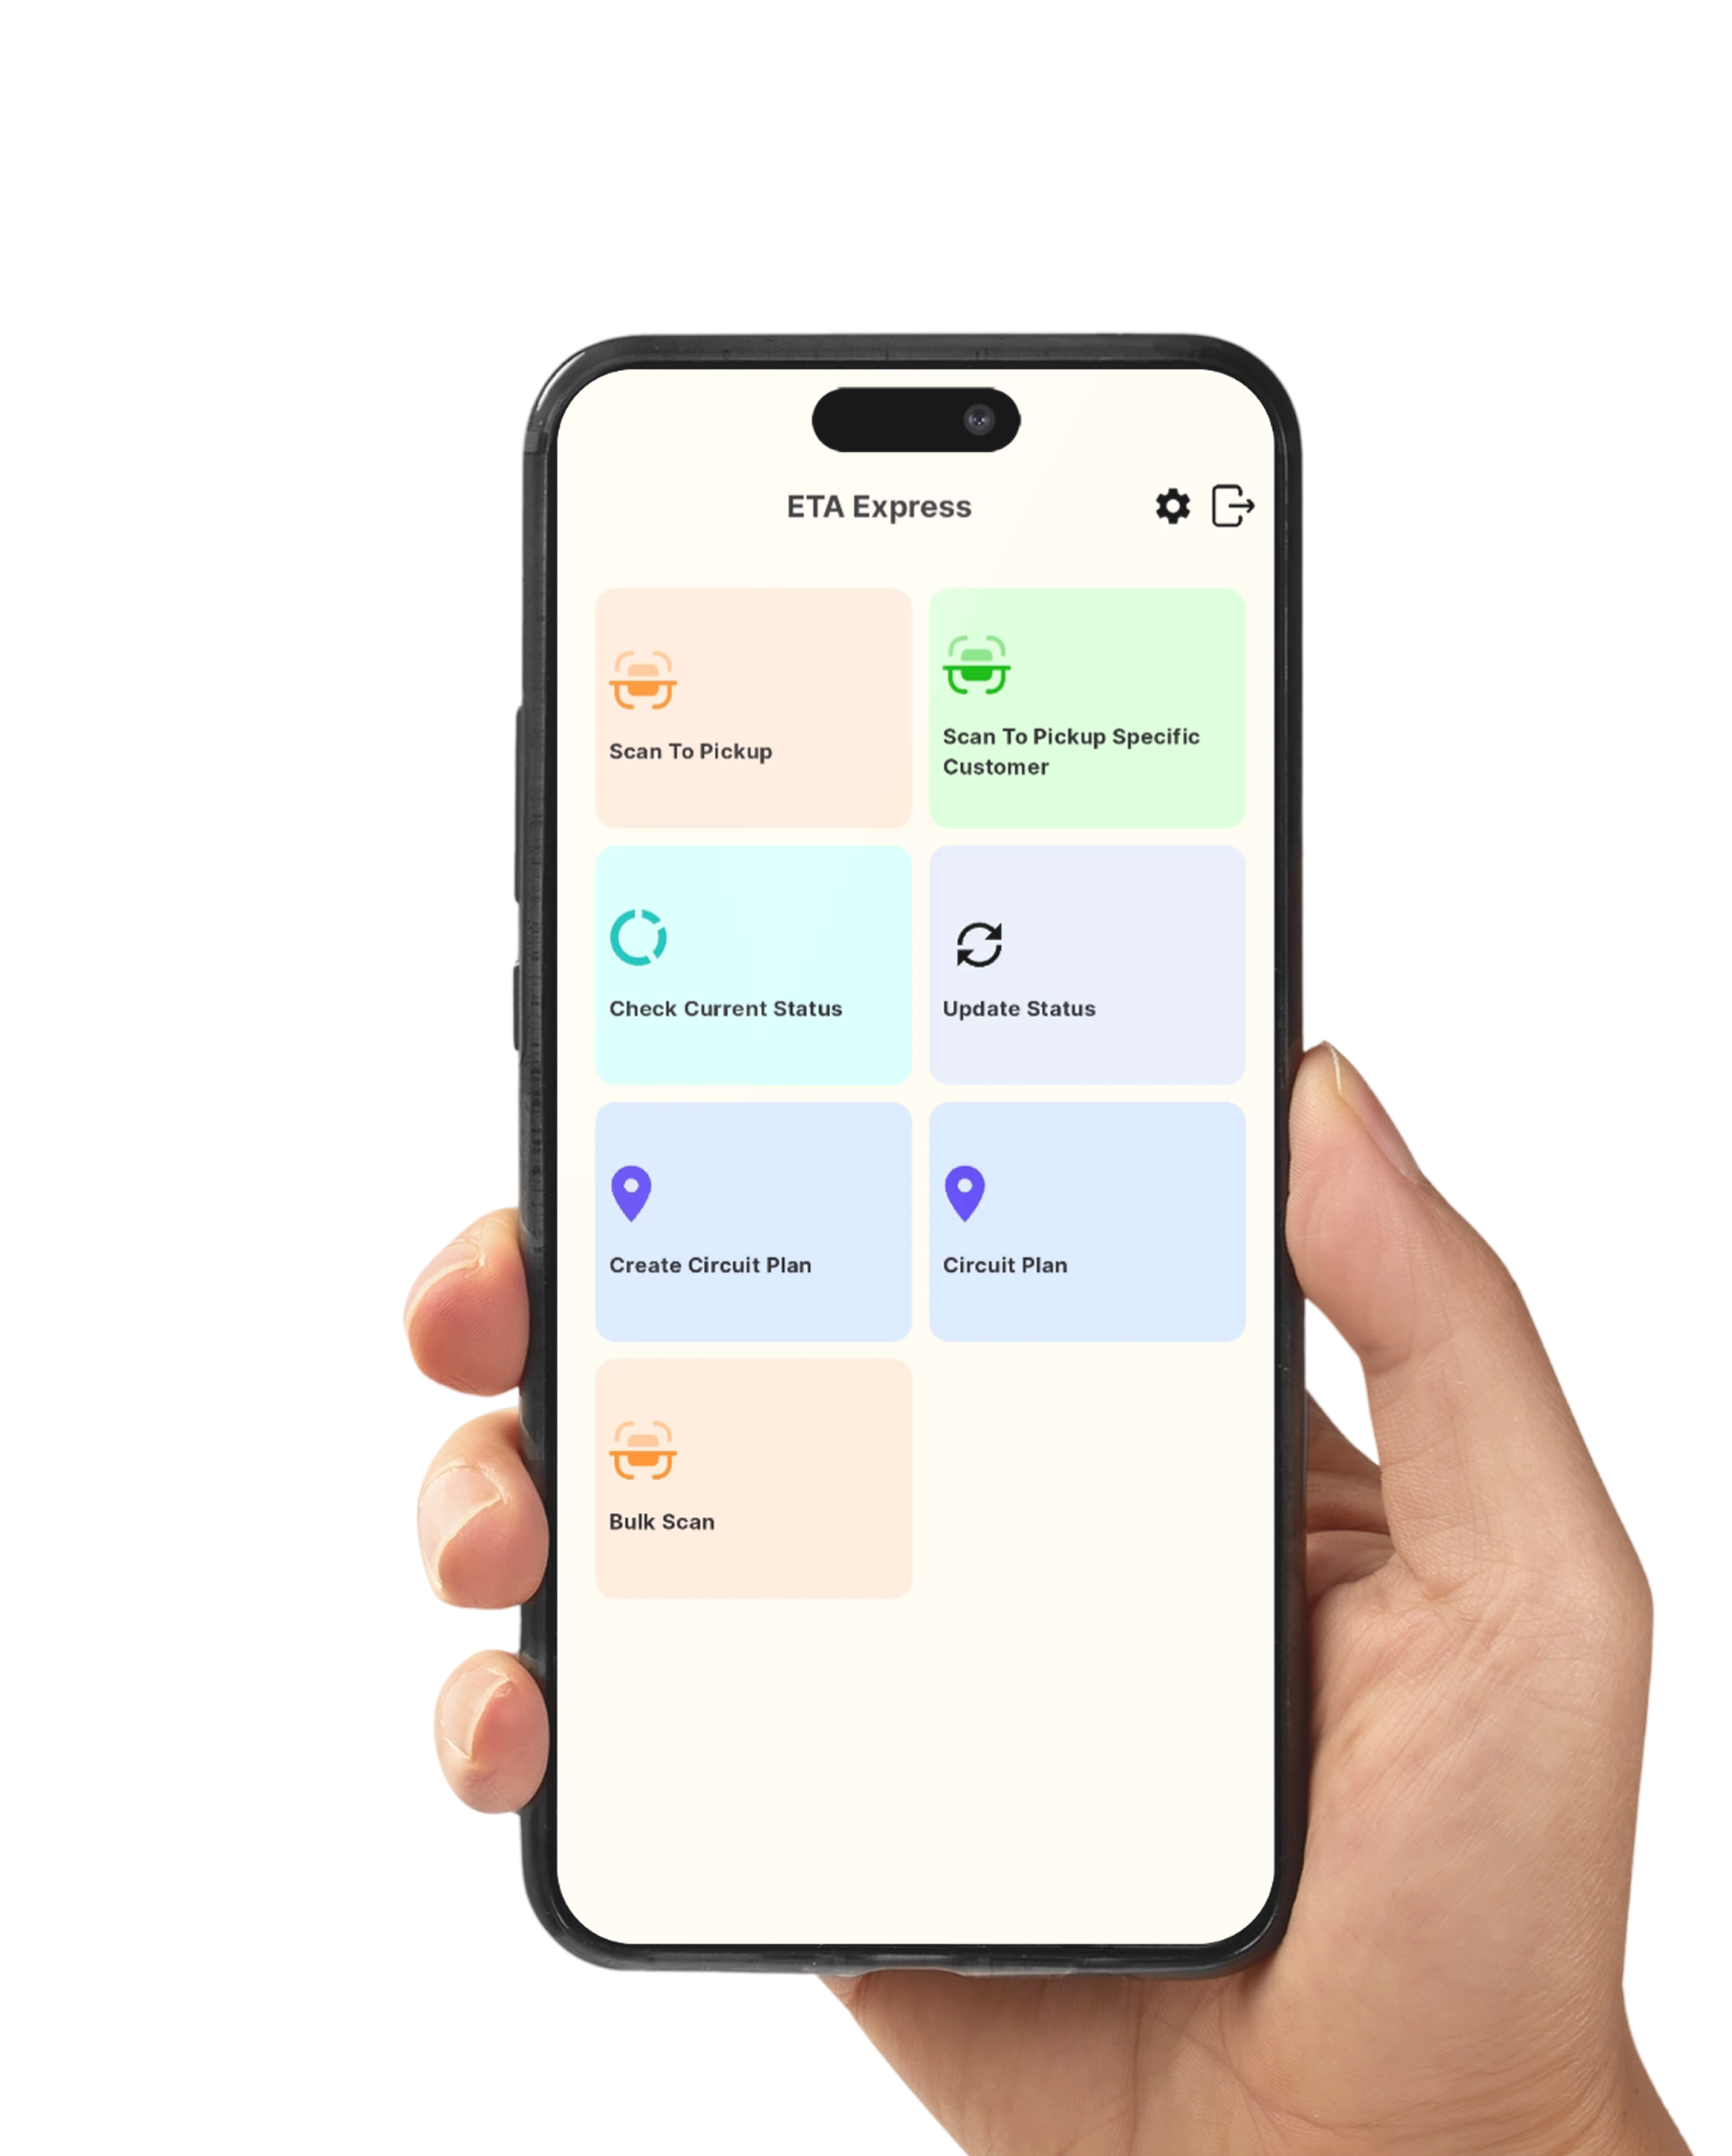 ETA Express
Scan To Pickup
Scan To Pickup Specific
Customer
Check Current Status
Update Status
Create Circuit Plan
Circuit Plan
Bulk Scan